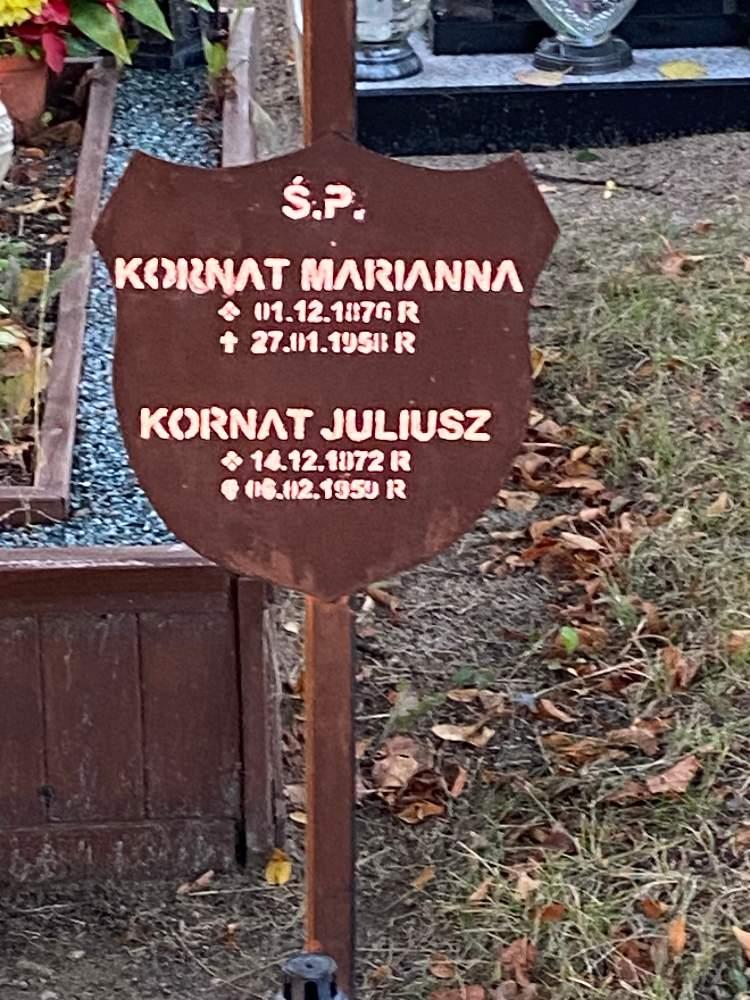 Ś.P.
KORNAT MARIANNA
01.12.1876 R
27.01.1958 R
KORNAT JULIUSZ
14.12.1872 R
06.02.1959 R